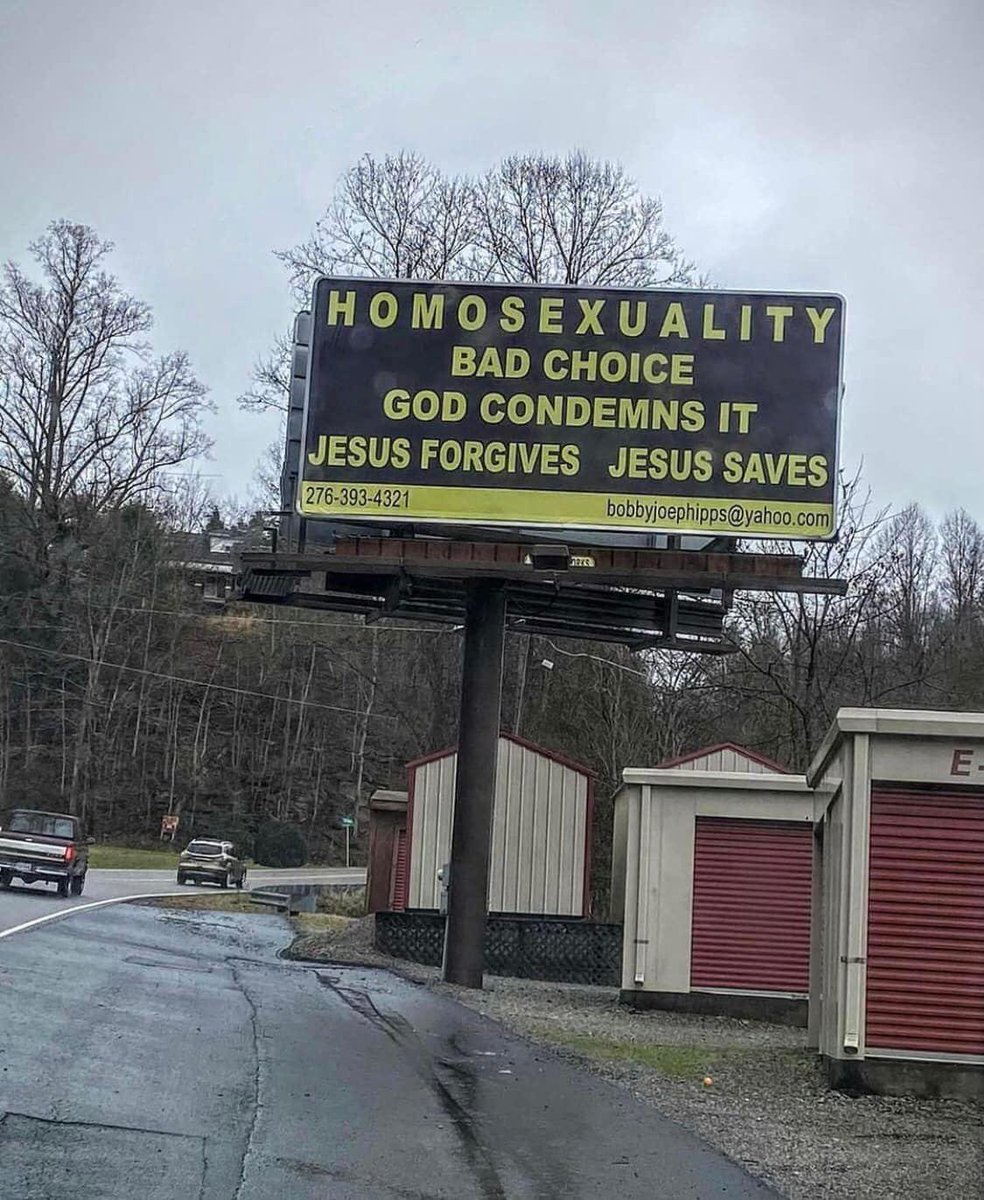 HOMOSEXUALITY
BAD CHOICE
GOD CONDEMNS IT
JESUS FORGIVES JESUS SAVES
276-393-4321 bobbyjoephipps@yahoo.com
E-